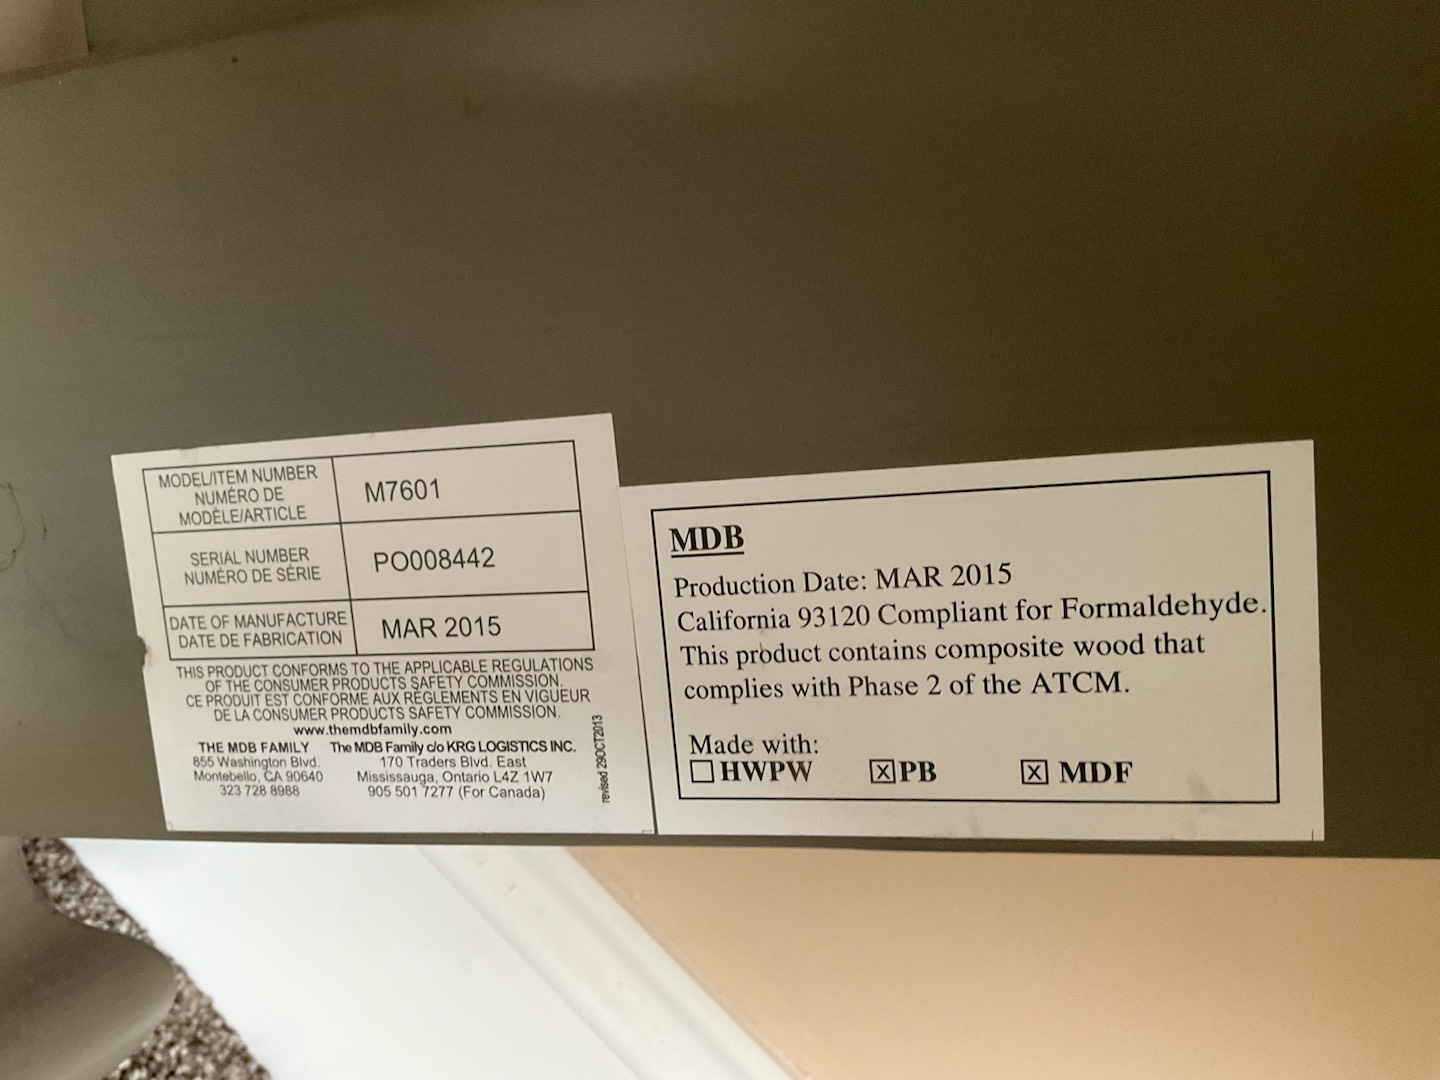 MODEL/ITEM NUMBER
NUMÉRO DE
MODÈLE/ARTICLE
M7601
SERIAL NUMBER
NUMÉRO DE SÉRIE
PO008442
DATE OF MANUFACTURE
DATE DE FABRICATION
MAR 2015
THIS PRODUCT CONFORMS TO THE APPLICABLE REGULATIONS
OF THE CONSUMER PRODUCTS SAFETY COMMISSION.
CE PRODUIT EST CONFORME AUX RÈGLEMENTS EN VIGUEUR
DE LA CONSUMER PRODUCTS SAFETY COMMISSION.
www.themdbfamily.com
THE MDB FAMILY
855 Washington Blvd.
Montebello, CA 90640
323 728 8988
The MDB Family c/o KRG LOGISTICS INC.
170 Traders Blvd. East
Mississauga, Ontario L4Z 1W7
905 501 7277 (For Canada)
revised 29OCT2013
MDB
Production Date: MAR 2015
California 93120 Compliant for Formaldehyde.
This product contains composite wood that
complies with Phase 2 of the ATCM.
Made with:
☐ HWPW ☒ PB ☒ MDF